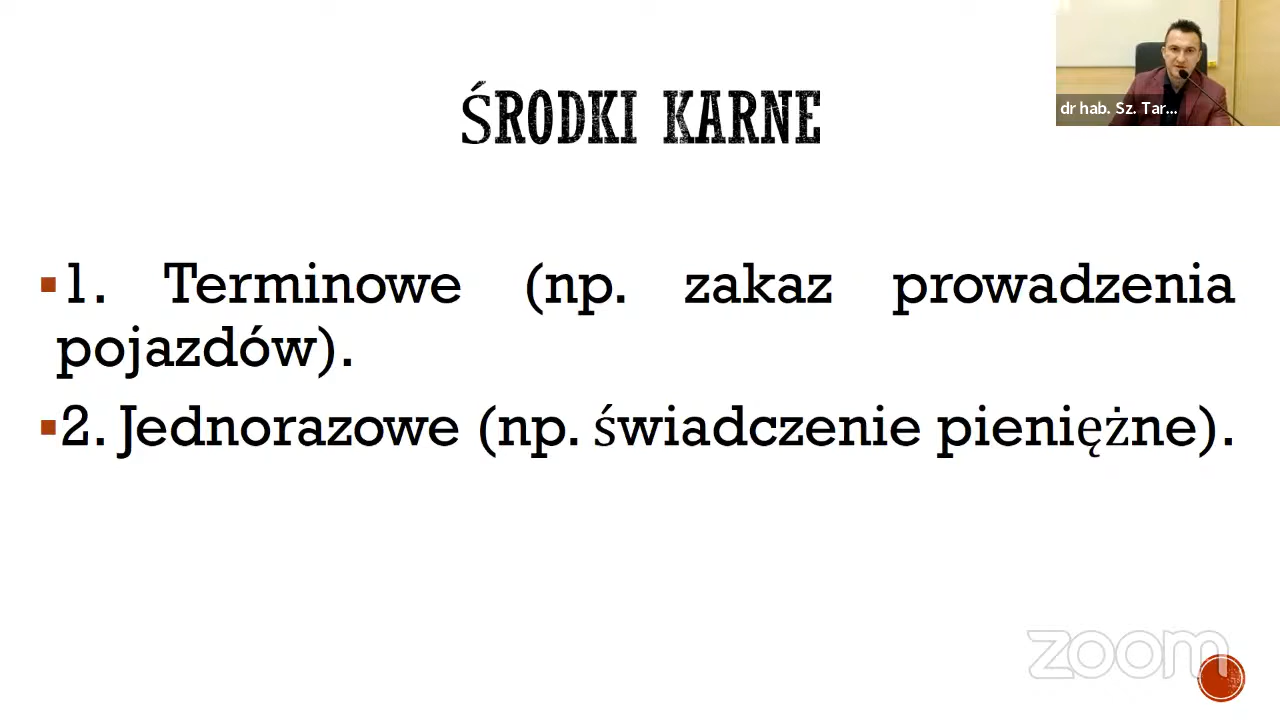 dr hab. Sz. Tar...
ŚRODKI KARNE
1. Terminowe (np. zakaz prowadzenia
pojazdów).
2. Jednorazowe (np. świadczenie pieniężne).
zoom